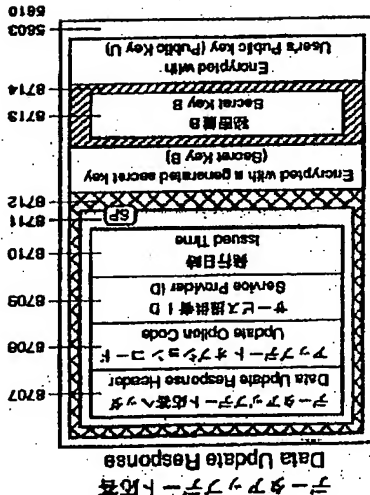 データアップデート応答
Data Update Response
データアップデート応答ヘッダ
Data Update Response Header
8707
アップデートオプションコード
Update Option Code
8708
サービス提供者ID
Service Provider ID
8709
発行日時
Issued Time
8710
SP
8711
8712
Encrypted with a generated secret key
(Secret Key B)
秘密鍵B
Secret Key B
8713
8714
Encrypted with
User's Public key (Public Key U)
5603
5610